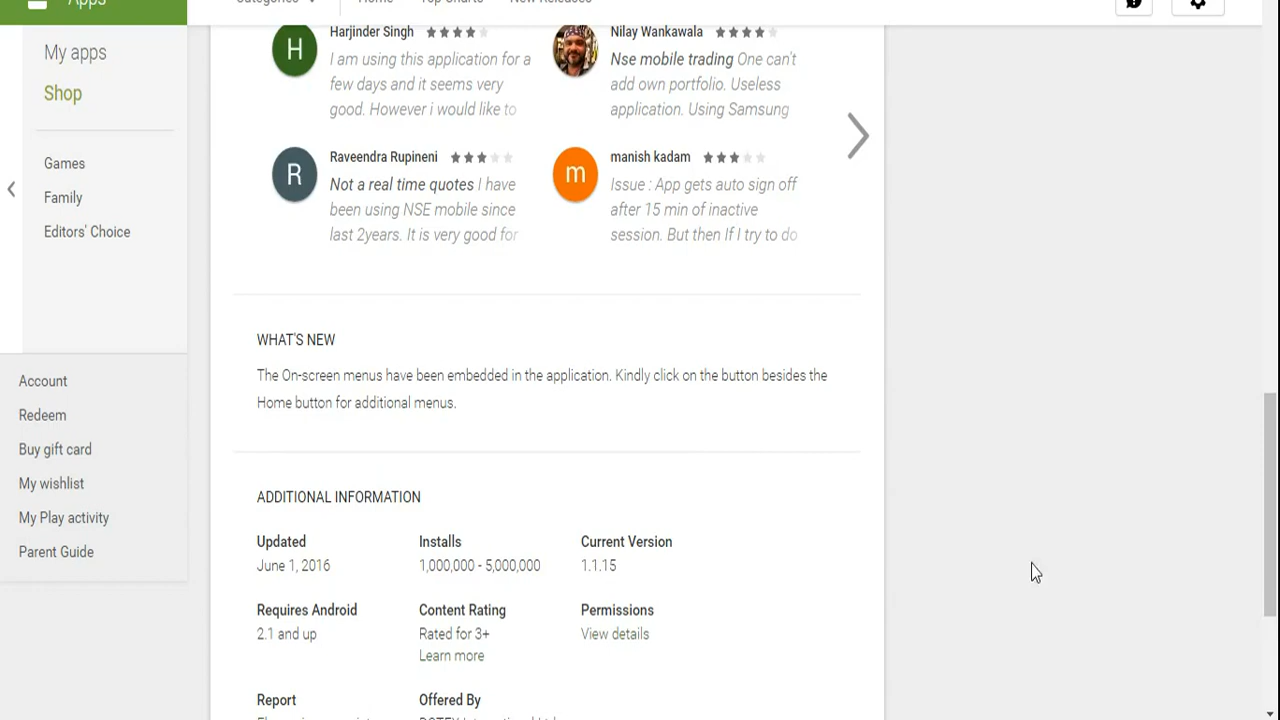 Apps
Categories
Home
Top Charts
New Releases
My apps
Shop
Games
Family
Editors' Choice
Account
Redeem
Buy gift card
My wishlist
My Play activity
Parent Guide
H
Harjinder Singh
I am using this application for a
few days and it seems very
good. However i would like to
Nilay Wankawala
Nse mobile trading One can't
add own portfolio. Useless
application. Using Samsung
R
Raveendra Rupineni
Not a real time quotes I have
been using NSE mobile since
last 2years. It is very good for
m
manish kadam
Issue : App gets auto sign off
after 15 min of inactive
session. But then If I try to do
WHAT'S NEW
The On-screen menus have been embedded in the application. Kindly click on the button besides the
Home button for additional menus.
ADDITIONAL INFORMATION
Updated
June 1, 2016
Installs
1,000,000 - 5,000,000
Current Version
1.1.15
Requires Android
2.1 and up
Content Rating
Rated for 3+
Learn more
Permissions
View details
Report
Offered By